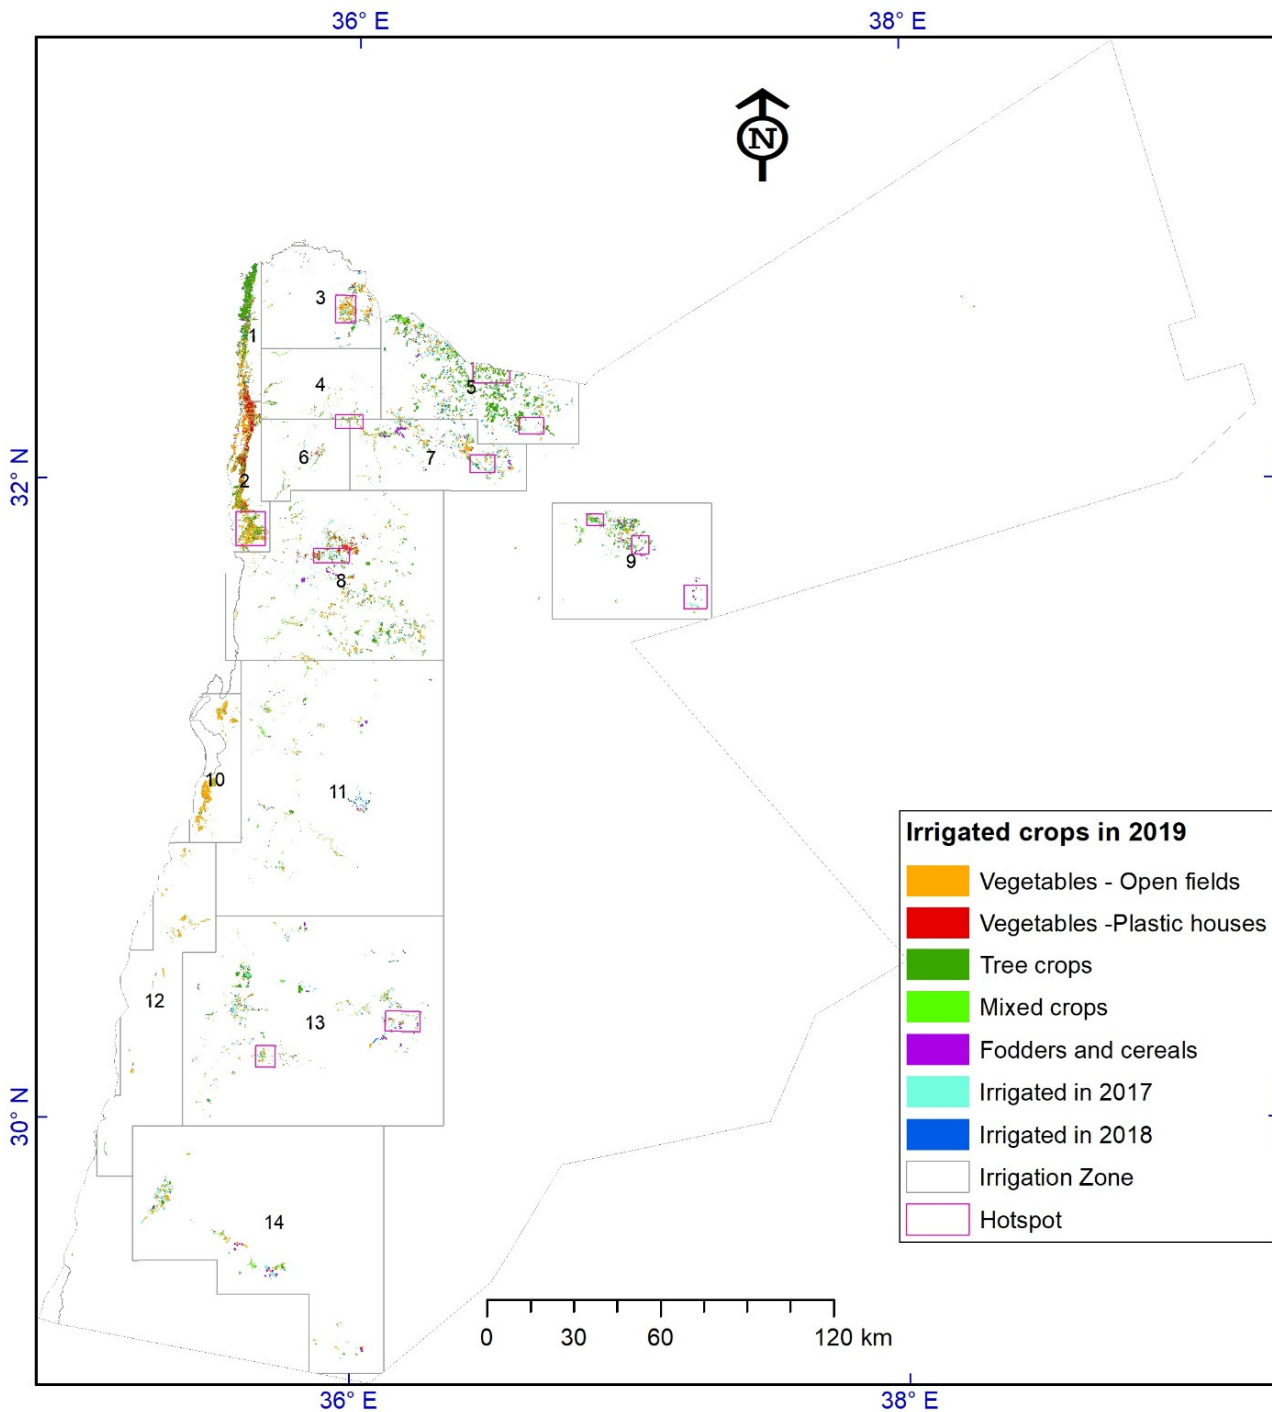 36° E 38° E
N
3
1
4
5
32° N
6 7
2
9
8
10
11
Irrigated crops in 2019
Vegetables - Open fields
Vegetables -Plastic houses
Tree crops
12
Mixed crops
13
Fodders and cereals
Irrigated in 2017
30° N
Irrigated in 2018
Irrigation Zone
14
Hotspot
0 30 60 120 km
36° E 38° E